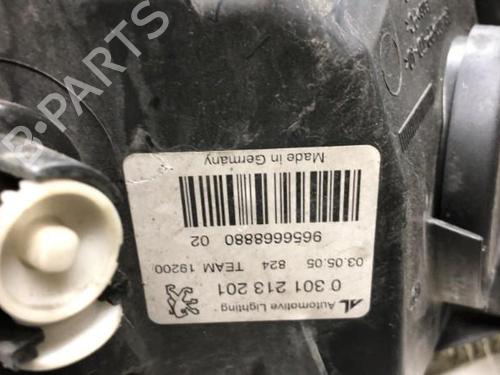 AL Automotive Lighting
0 301 213 201
03.05.05 824 TEAM 19200
9656668880 02
Made in Germany
B-PARTS